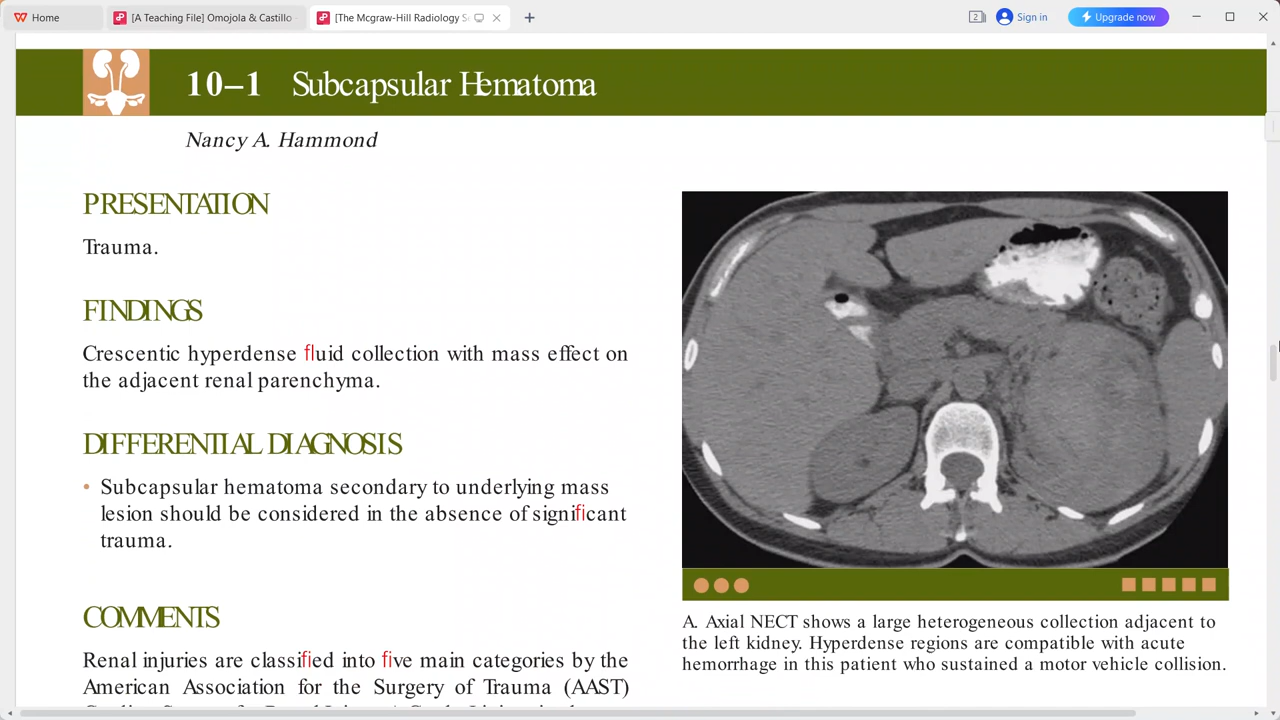 Home
[A Teaching File] Omojola & Castillo
[The Mcgraw-Hill Radiology S
2
Sign in
Upgrade now
10–1 Subcapsular Hematoma
Nancy A. Hammond
PRESENTATION
Trauma.
FINDINGS
Crescentic hyperdense fluid collection with mass effect on
the adjacent renal parenchyma.
DIFFERENTIAL DIAGNOSIS
• Subcapsular hematoma secondary to underlying mass
lesion should be considered in the absence of significant
trauma.
COMMENTS
Renal injuries are classified into five main categories by the
American Association for the Surgery of Trauma (AAST)
A. Axial NECT shows a large heterogeneous collection adjacent to
the left kidney. Hyperdense regions are compatible with acute
hemorrhage in this patient who sustained a motor vehicle collision.